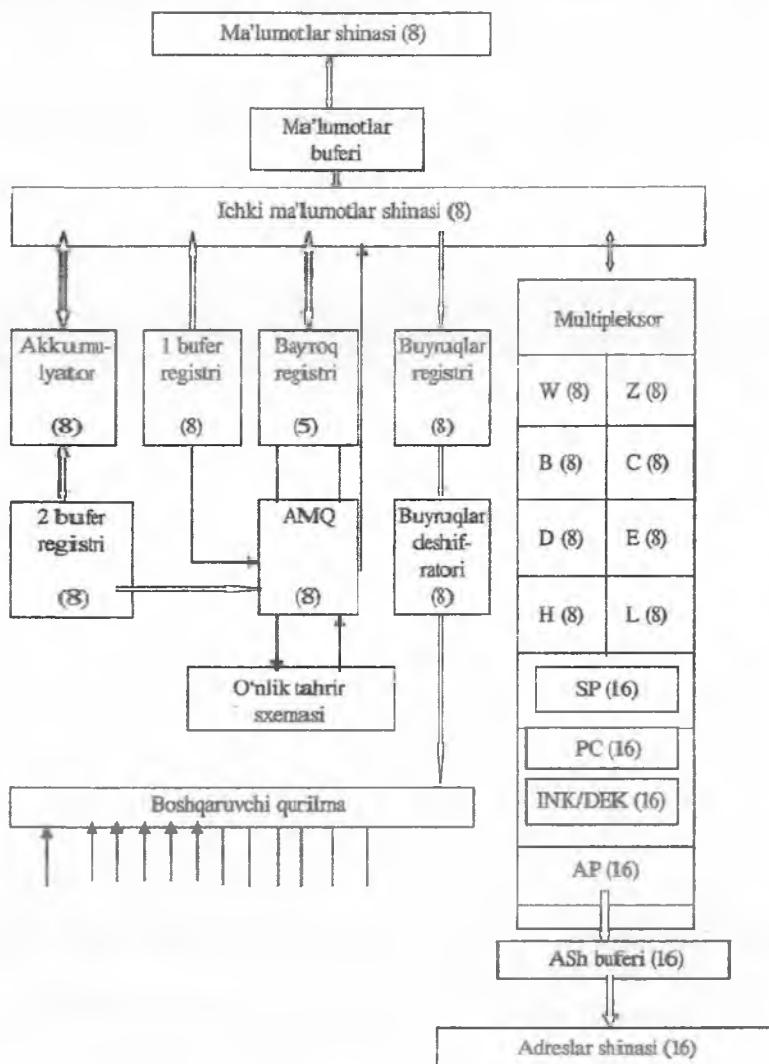 Ma'lumotlar shinasi (8)
Ma'lumotlar
buferi
Ichki ma'lumotlar shinasi (8)
Akkumu-
lyator
(8)
1 bufer
registri
(8)
Bayroq
registri
(5)
Buyruqlar
registri
(8)
Multipleksor
W (8)
Z (8)
B (8)
C (8)
D (8)
E (8)
H (8)
L (8)
2 bufer
registri
(8)
AMQ
(8)
Buyruqlar
deshif-
ratori
(8)
O'nlik tahrir
sxemasi
SP (16)
PC (16)
INK/DEK (16)
AP (16)
Boshqaruvchi qurilma
ASh buferi (16)
Adreslar shinasi (16)